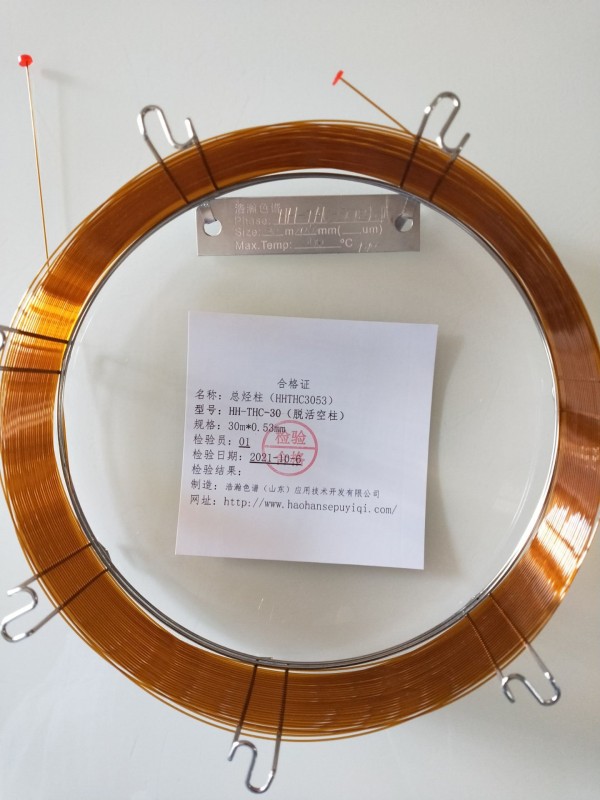 浩瀚色谱
Phase:
Size: m mm( um)
Max.Temp: ºC
合格证
名称: 总烃柱 (HHTHC3053)
型号: HH-THC-30 (脱活空柱)
规格: 30m*0.53mm
检验员: 01
检验日期: 2021-10-6
检验结果:
检验
合格
制造: 浩瀚色谱 (山东) 应用技术开发有限公司
网址: http://www.haohansepuyiqi.com/